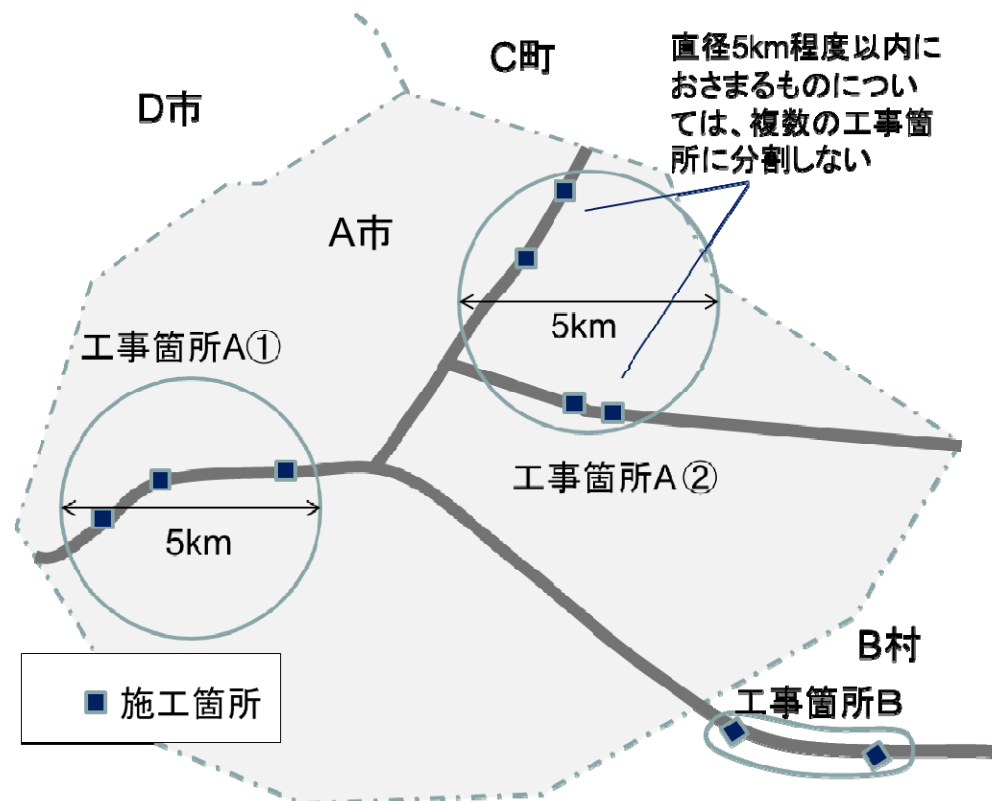 C町
直径5km程度以内に
おさまるものについ
ては、複数の工事箇
所に分割しない
D市
A市
5km
工事箇所A①
工事箇所A②
5km
B村
工事箇所B
施工箇所